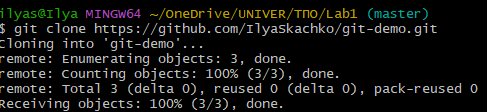 ilyas@Ilya MINGW64 ~/OneDrive/UNIVER/ТПО/Lab1 (master)
$ git clone https://github.com/IlyaSkachko/git-demo.git
Cloning into 'git-demo'...
remote: Enumerating objects: 3, done.
remote: Counting objects: 100% (3/3), done.
remote: Total 3 (delta 0), reused 0 (delta 0), pack-reused 0
Receiving objects: 100% (3/3), done.